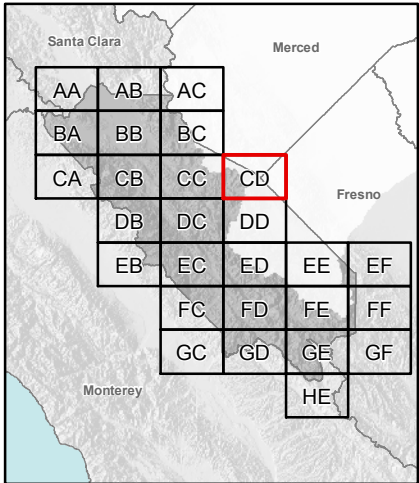 Santa Clara
Merced
AA AB AC
BA BB BC
CA CB CC CD
Fresno
DB DC DD
EB EC ED EE EF
FC FD FE FF
GC GD GE GF
Monterey
HE